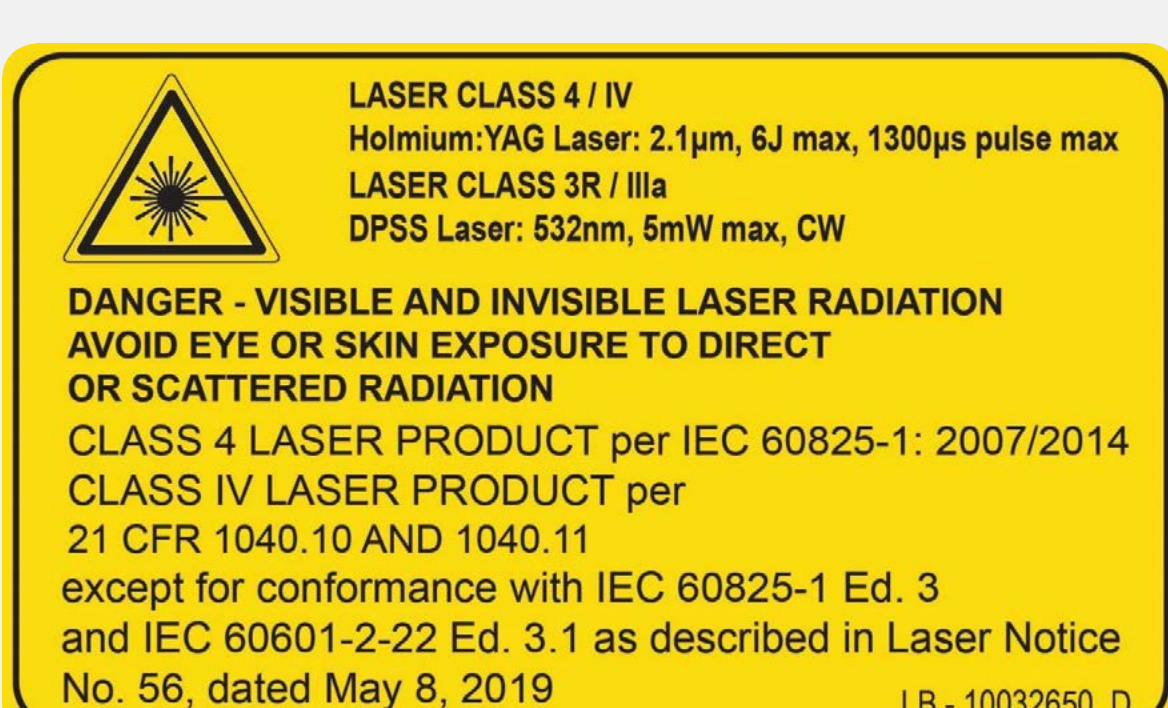 LASER CLASS 4 / IV
Holmium:YAG Laser: 2.1µm, 6J max, 1300µs pulse max
LASER CLASS 3R / IIIa
DPSS Laser: 532nm, 5mW max, CW
DANGER - VISIBLE AND INVISIBLE LASER RADIATION
AVOID EYE OR SKIN EXPOSURE TO DIRECT
OR SCATTERED RADIATION
CLASS 4 LASER PRODUCT per IEC 60825-1: 2007/2014
CLASS IV LASER PRODUCT per
21 CFR 1040.10 AND 1040.11
except for conformance with IEC 60825-1 Ed. 3
and IEC 60601-2-22 Ed. 3.1 as described in Laser Notice
No. 56, dated May 8, 2019
LB - 10032650_D